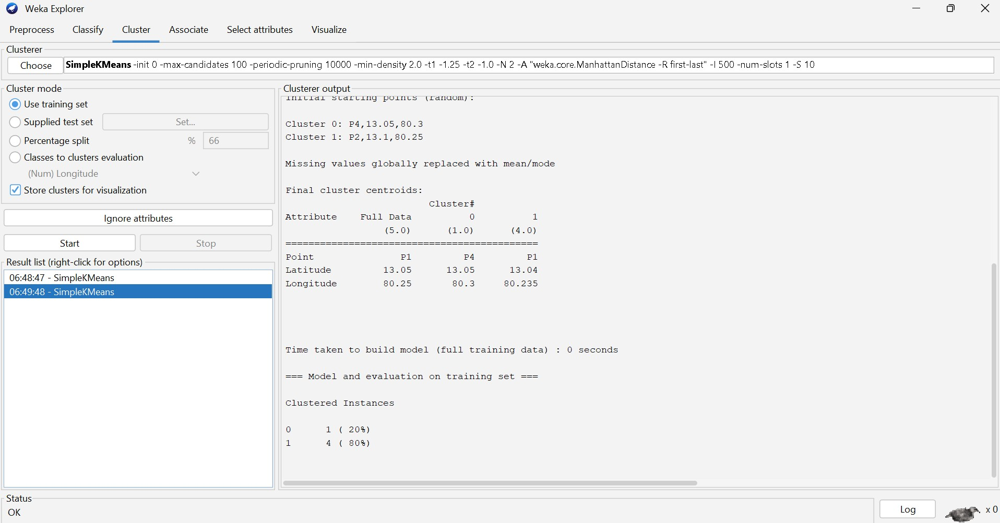 Weka Explorer
Preprocess Classify Cluster Associate Select attributes Visualize
Clusterer
Choose SimpleKMeans -init 0 -max-candidates 100 -periodic-pruning 10000 -min-density 2.0 -t1 -1.25 -t2 -1.0 -N 2 -A "weka.core.ManhattanDistance -R first-last" -I 500 -num-slots 1 -S 10
Cluster mode
Use training set
Supplied test set Set...
Percentage split % 66
Classes to clusters evaluation
(Num) Longitude
Store clusters for visualization
Ignore attributes
Start Stop
Result list (right-click for options)
06:48:47 - SimpleKMeans
06:49:48 - SimpleKMeans
Clusterer output
Initial starting points (random):
Cluster 0: P4,13.05,80.3
Cluster 1: P2,13.1,80.25
Missing values globally replaced with mean/mode
Final cluster centroids:
Cluster#
Attribute Full Data 0 1
(5.0) (1.0) (4.0)
============================================
Point P1 P4 P1
Latitude 13.05 13.05 13.04
Longitude 80.25 80.3 80.235
Time taken to build model (full training data) : 0 seconds
=== Model and evaluation on training set ===
Clustered Instances
0 1 ( 20%)
1 4 ( 80%)
Status
OK
Log x 0